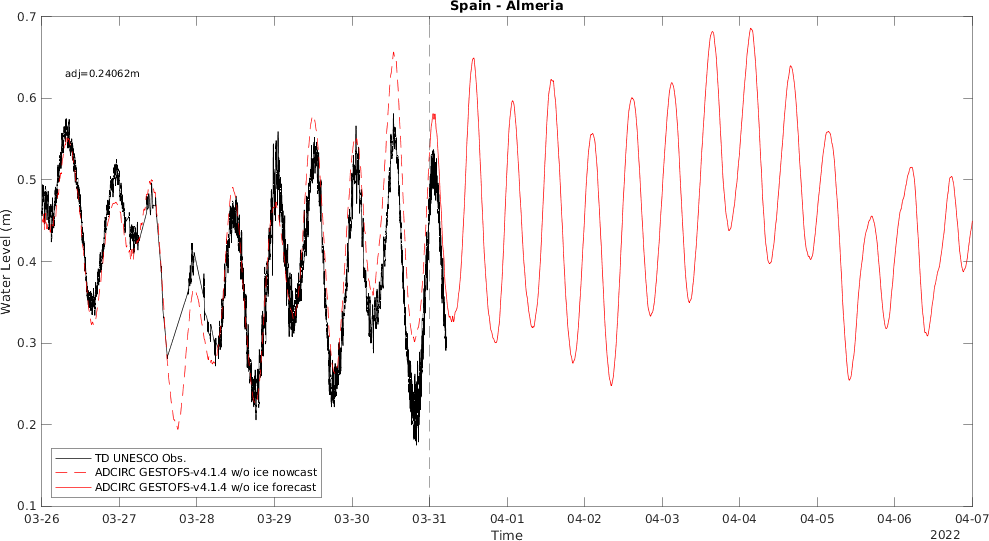 Spain - Almeria
adj=0.24062m
Water Level (m)
0.7
0.6
0.5
0.4
0.3
0.2
0.1
TD UNESCO Obs.
ADCIRC GESTOFS-v4.1.4 w/o ice nowcast
ADCIRC GESTOFS-v4.1.4 w/o ice forecast
03-26 03-27 03-28 03-29 03-30 03-31 04-01 04-02 04-03 04-04 04-05 04-06 04-07
Time
2022